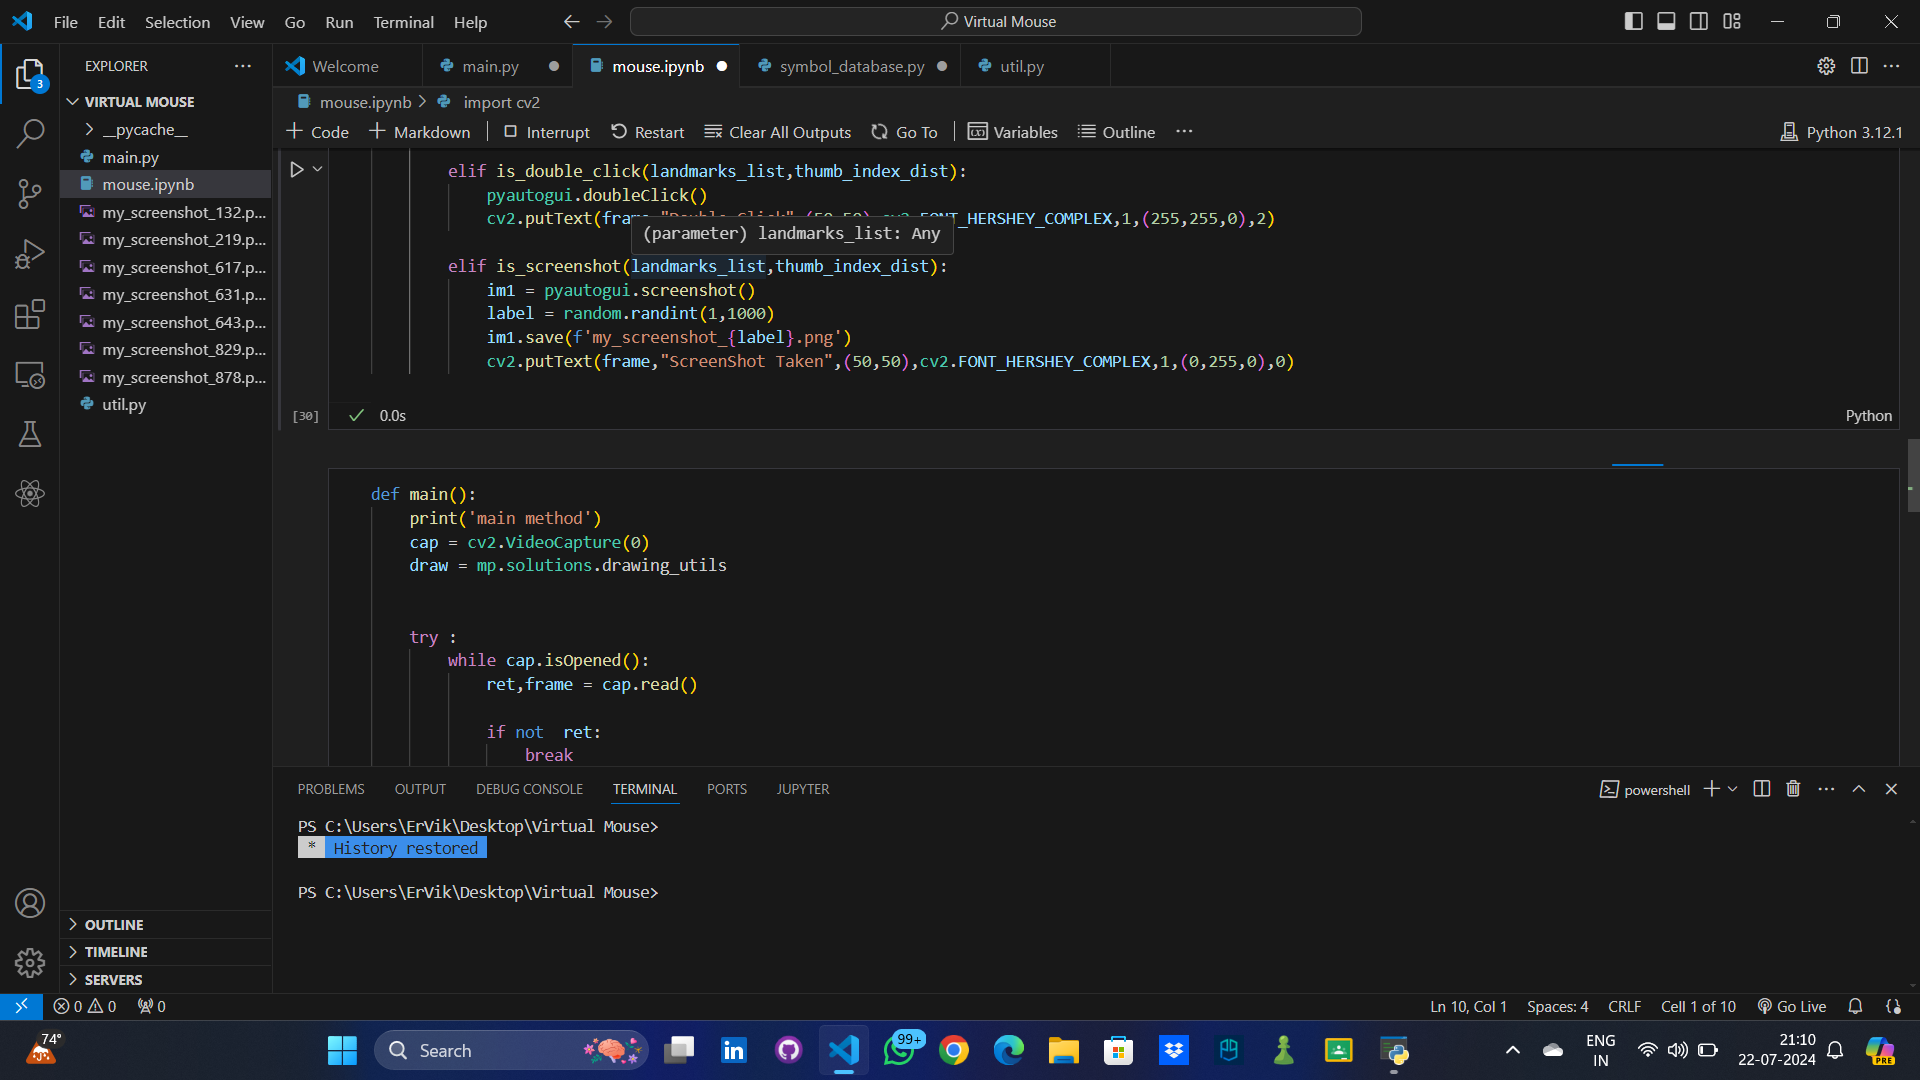 File Edit Selection View Go Run Terminal Help
Virtual Mouse
EXPLORER
Welcome
main.py
mouse.ipynb
symbol_database.py
util.py
3
VIRTUAL MOUSE
mouse.ipynb > import cv2
__pycache__
Code Markdown Interrupt Restart Clear All Outputs Go To Variables Outline
Python 3.12.1
main.py
mouse.ipynb
my_screenshot_132.p...
my_screenshot_219.p...
my_screenshot_617.p...
my_screenshot_631.p...
my_screenshot_643.p...
my_screenshot_829.p...
my_screenshot_878.p...
util.py
elif is_double_click(landmarks_list,thumb_index_dist):
pyautogui.doubleClick()
cv2.putText(frame,"Double Click",(50,50),cv2.FONT_HERSHEY_COMPLEX,1,(255,255,0),2)
(parameter) landmarks_list: Any
elif is_screenshot(landmarks_list,thumb_index_dist):
im1 = pyautogui.screenshot()
label = random.randint(1,1000)
im1.save(f'my_screenshot_{label}.png')
cv2.putText(frame,"ScreenShot Taken",(50,50),cv2.FONT_HERSHEY_COMPLEX,1,(0,255,0),0)
[30] 0.0s
Python
def main():
print('main method')
cap = cv2.VideoCapture(0)
draw = mp.solutions.drawing_utils
try :
while cap.isOpened():
ret,frame = cap.read()
if not  ret:
break
PROBLEMS OUTPUT DEBUG CONSOLE TERMINAL PORTS JUPYTER
powershell
PS C:\Users\ErVik\Desktop\Virtual Mouse>
* History restored
PS C:\Users\ErVik\Desktop\Virtual Mouse>
OUTLINE
TIMELINE
SERVERS
0 0 0
Ln 10, Col 1 Spaces: 4 CRLF Cell 1 of 10 Go Live
74°
Search
99+
ENG
IN
21:10
22-07-2024
PRE